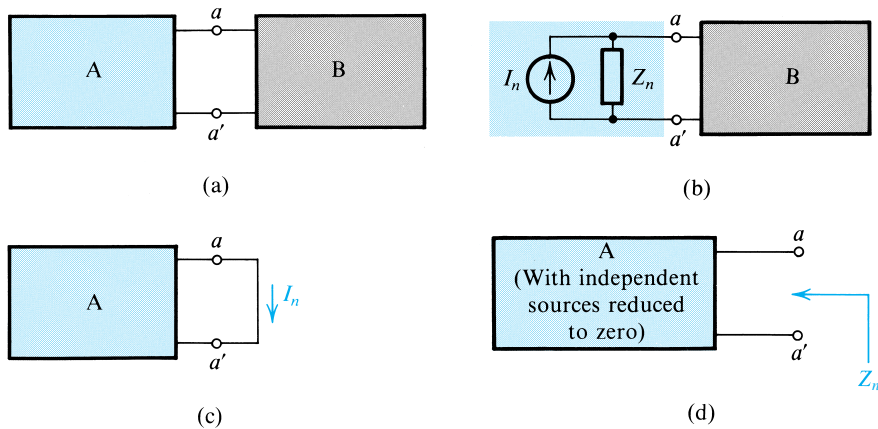 a
A
B
a′
(a)
a
I_n
Z_n
B
a′
(b)
a
A
I_n
a′
(c)
A
(With independent
sources reduced
to zero)
a
a′
Z_n
(d)